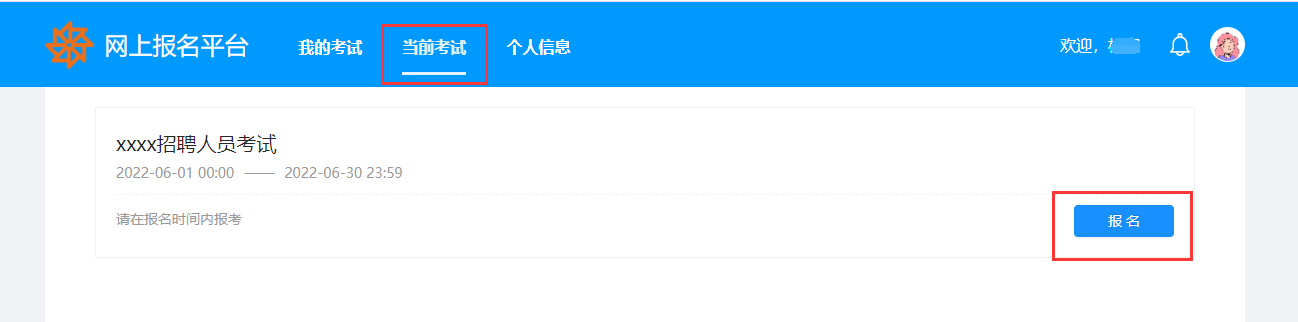 网上报名平台 我的考试 当前考试 个人信息 欢迎，
xxxx招聘人员考试
2022-06-01 00:00 —— 2022-06-30 23:59
请在报名时间内报考 报 名